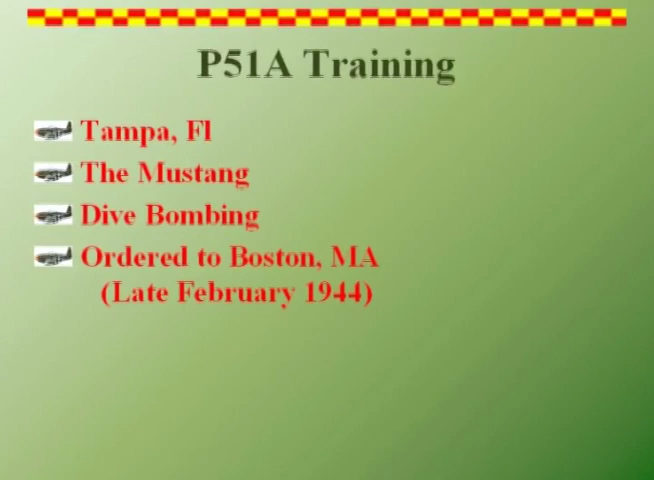 P51A Training
Tampa, Fl
The Mustang
Dive Bombing
Ordered to Boston, MA
(Late February 1944)